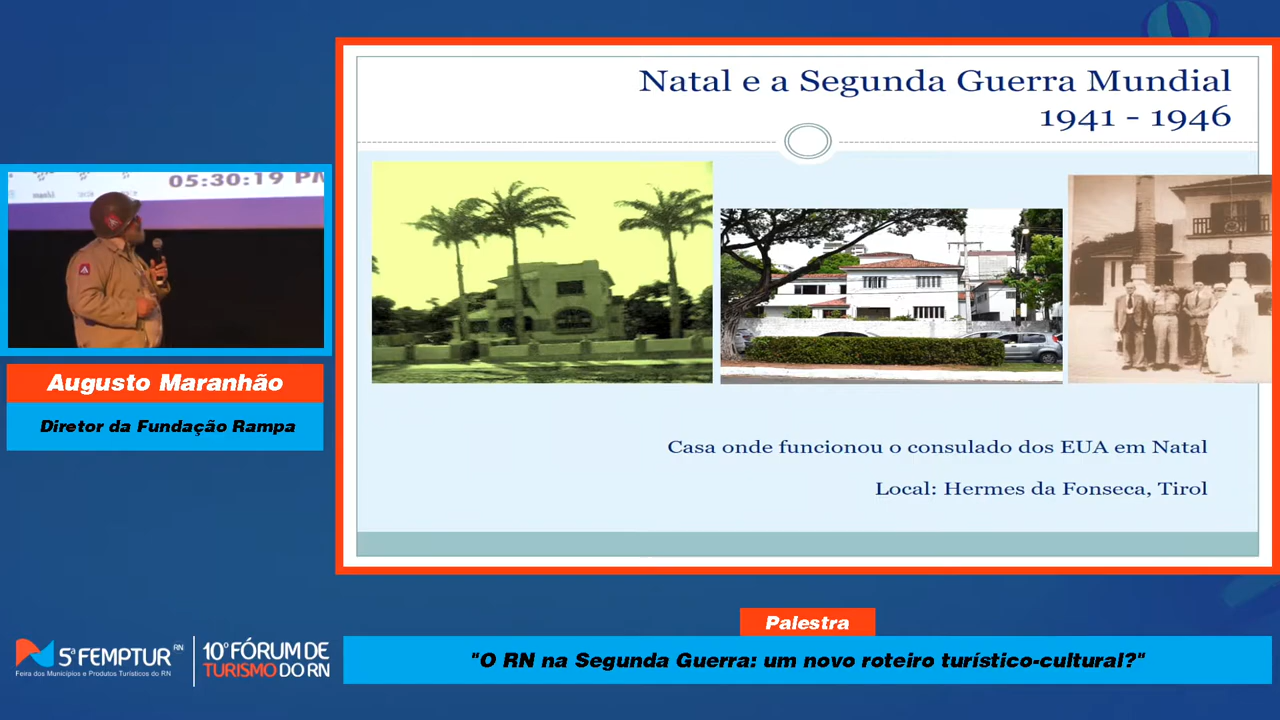 Natal e a Segunda Guerra Mundial
1941 - 1946
05:30:19 PM
Augusto Maranhão
Diretor da Fundação Rampa
Casa onde funcionou o consulado dos EUA em Natal
Local: Hermes da Fonseca, Tirol
Palestra
"O RN na Segunda Guerra: um novo roteiro turístico-cultural?"
5ª FEMPTUR RN
Feira dos Municípios e Produtos Turísticos do RN
10º FÓRUM DE
TURISMO DO RN